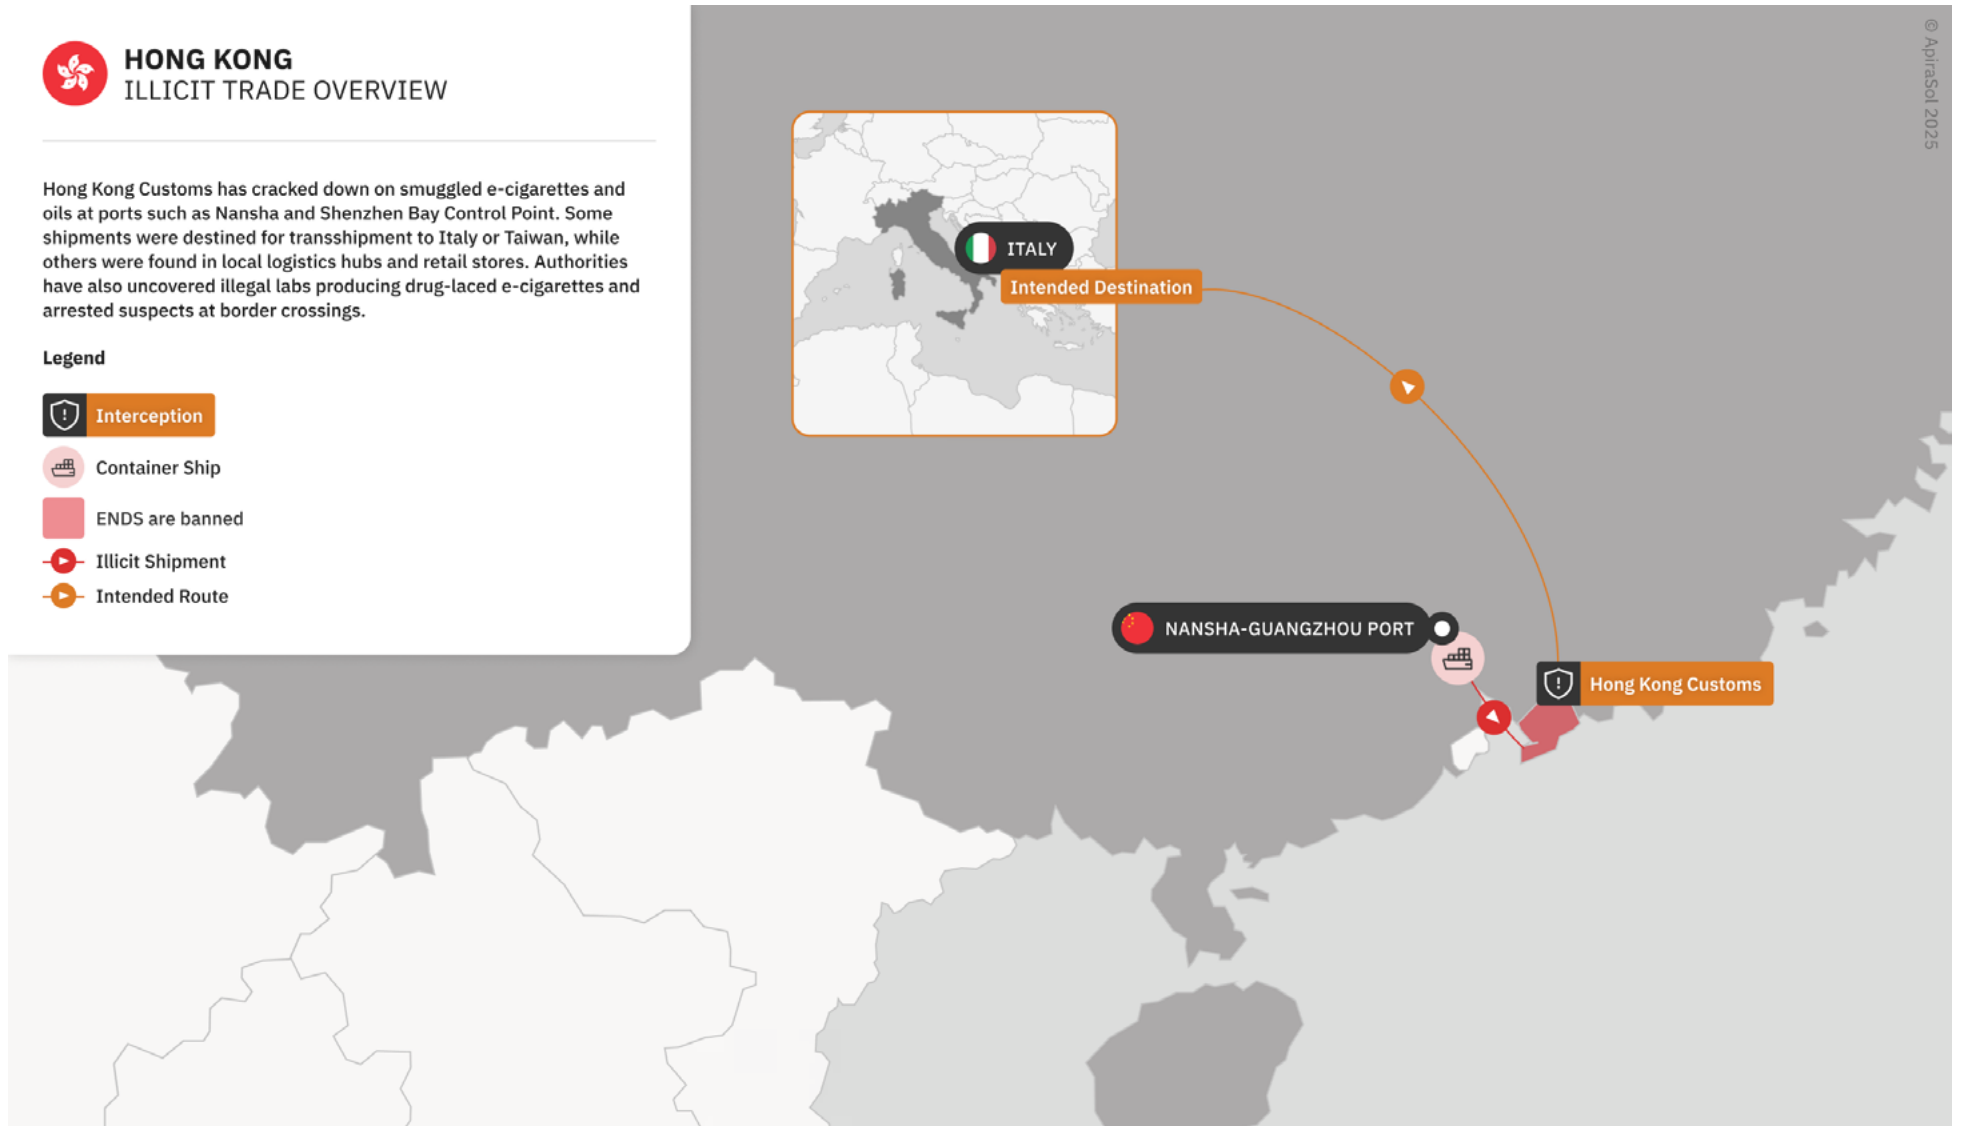 HONG KONG
ILLICIT TRADE OVERVIEW
Hong Kong Customs has cracked down on smuggled e-cigarettes and
oils at ports such as Nansha and Shenzhen Bay Control Point. Some
shipments were destined for transshipment to Italy or Taiwan, while
others were found in local logistics hubs and retail stores. Authorities
have also uncovered illegal labs producing drug-laced e-cigarettes and
arrested suspects at border crossings.
Legend
Interception
Container Ship
ENDS are banned
Illicit Shipment
Intended Route
ITALY
Intended Destination
NANSHA-GUANGZHOU PORT
Hong Kong Customs
© ApiraSol 2025